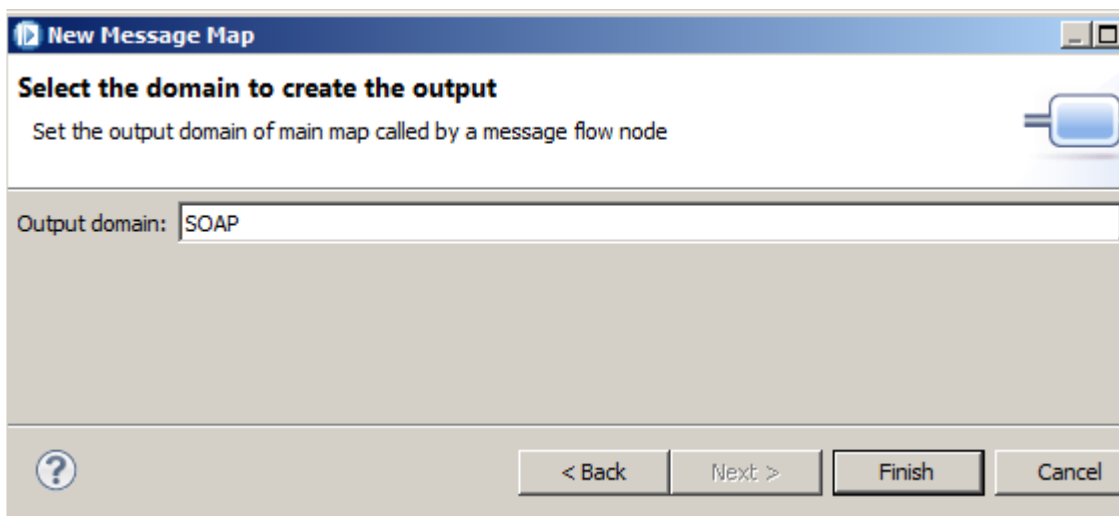 New Message Map
Select the domain to create the output
Set the output domain of main map called by a message flow node
Output domain: SOAP
? < Back Next > Finish Cancel